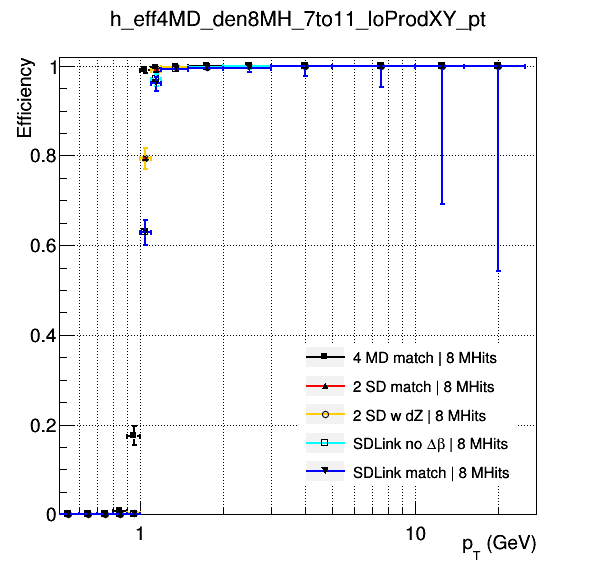 h_eff4MD_den8MH_7to11_loProdXY_pt
Efficiency
1
0.8
0.6
0.4
0.2
0
4 MD match | 8 MHits
2 SD match | 8 MHits
2 SD w dZ | 8 MHits
SDLink no Δβ | 8 MHits
SDLink match | 8 MHits
1
10
p_T (GeV)